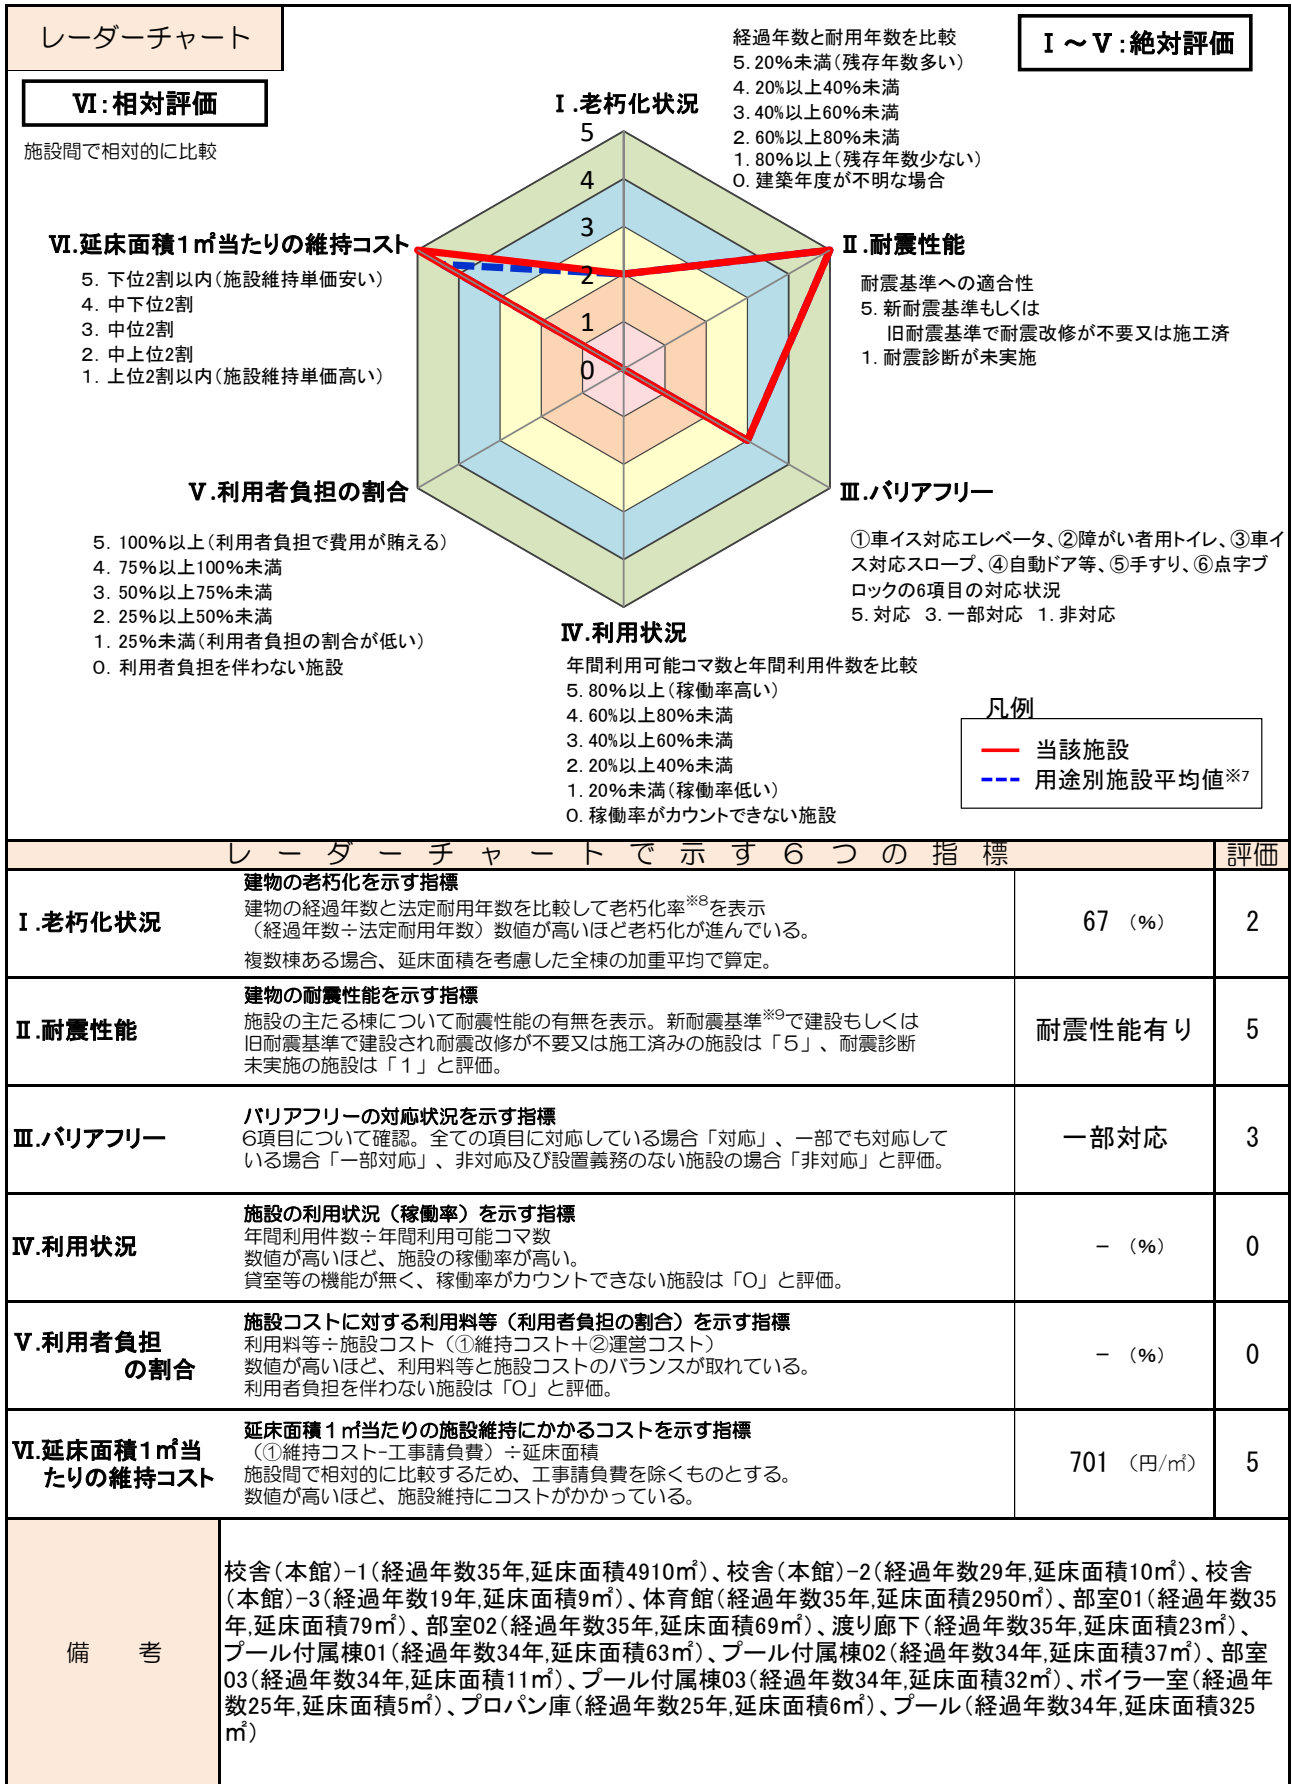 レーダーチャート
Ⅰ～Ⅴ:絶対評価
Ⅵ:相対評価
施設間で相対的に比較
経過年数と耐用年数を比較
5.20%未満(残存年数多い)
4.20%以上40%未満
3.40%以上60%未満
2.60%以上80%未満
1.80%以上(残存年数少ない)
0.建築年度が不明な場合
Ⅰ.老朽化状況
5
4
3
2
1
0
Ⅱ.耐震性能
耐震基準への適合性
5.新耐震基準もしくは
旧耐震基準で耐震改修が不要又は施工済
1.耐震診断が未実施
Ⅵ.延床面積1㎡当たりの維持コスト
5.下位2割以内(施設維持単価安い)
4.中下位2割
3.中位2割
2.中上位2割
1.上位2割以内(施設維持単価高い)
Ⅴ.利用者負担の割合
5.100%以上(利用者負担で費用が賄える)
4.75%以上100%未満
3.50%以上75%未満
2.25%以上50%未満
1.25%未満(利用者負担の割合が低い)
0.利用者負担を伴わない施設
Ⅲ.バリアフリー
①車イス対応エレベータ、②障がい者用トイレ、③車イ
ス対応スロープ、④自動ドア等、⑤手すり、⑥点字ブ
ロックの6項目の対応状況
5.対応 3.一部対応 1.非対応
Ⅳ.利用状況
年間利用可能コマ数と年間利用件数を比較
5.80%以上(稼働率高い)
4.60%以上80%未満
3.40%以上60%未満
2.20%以上40%未満
1.20%未満(稼働率低い)
0.稼働率がカウントできない施設
凡例
当該施設
用途別施設平均値※7
レーダーチャートで示す6つの指標 評価
Ⅰ.老朽化状況
建物の老朽化を示す指標
建物の経過年数と法定耐用年数を比較して老朽化率※8を表示
(経過年数÷法定耐用年数)数値が高いほど老朽化が進んでいる。
複数棟ある場合、延床面積を考慮した全棟の加重平均で算定。
67 (%) 2
Ⅱ.耐震性能
建物の耐震性能を示す指標
施設の主たる棟について耐震性能の有無を表示。新耐震基準※9で建設もしくは
旧耐震基準で建設され耐震改修が不要又は施工済みの施設は「5」、耐震診断
未実施の施設は「1」と評価。
耐震性能有り 5
Ⅲ.バリアフリー
バリアフリーの対応状況を示す指標
6項目について確認。全ての項目に対応している場合「対応」、一部でも対応して
いる場合「一部対応」、非対応及び設置義務のない施設の場合「非対応」と評価。
一部対応 3
Ⅳ.利用状況
施設の利用状況(稼働率)を示す指標
年間利用件数÷年間利用可能コマ数
数値が高いほど、施設の稼働率が高い。
貸室等の機能が無く、稼働率がカウントできない施設は「0」と評価。
− (%) 0
Ⅴ.利用者負担
の割合
施設コストに対する利用料等(利用者負担の割合)を示す指標
利用料等÷施設コスト(①維持コスト+②運営コスト)
数値が高いほど、利用料等と施設コストのバランスが取れている。
利用者負担を伴わない施設は「0」と評価。
− (%) 0
Ⅵ.延床面積1㎡当
たりの維持コスト
延床面積1㎡当たりの施設維持にかかるコストを示す指標
(①維持コスト-工事請負費)÷延床面積
施設間で相対的に比較するため、工事請負費を除くものとする。
数値が高いほど、施設維持にコストがかかっている。
701 (円/㎡) 5
備 考
校舎(本館)-1(経過年数35年,延床面積4910㎡)、校舎(本館)-2(経過年数29年,延床面積10㎡)、校舎
(本館)-3(経過年数19年,延床面積9㎡)、体育館(経過年数35年,延床面積2950㎡)、部室01(経過年数35
年,延床面積79㎡)、部室02(経過年数35年,延床面積69㎡)、渡り廊下(経過年数35年,延床面積23㎡)、
プール付属棟01(経過年数34年,延床面積63㎡)、プール付属棟02(経過年数34年,延床面積37㎡)、部室
03(経過年数34年,延床面積11㎡)、プール付属棟03(経過年数34年,延床面積32㎡)、ボイラー室(経過年
数25年,延床面積5㎡)、プロパン庫(経過年数25年,延床面積6㎡)、プール(経過年数34年,延床面積325
㎡)